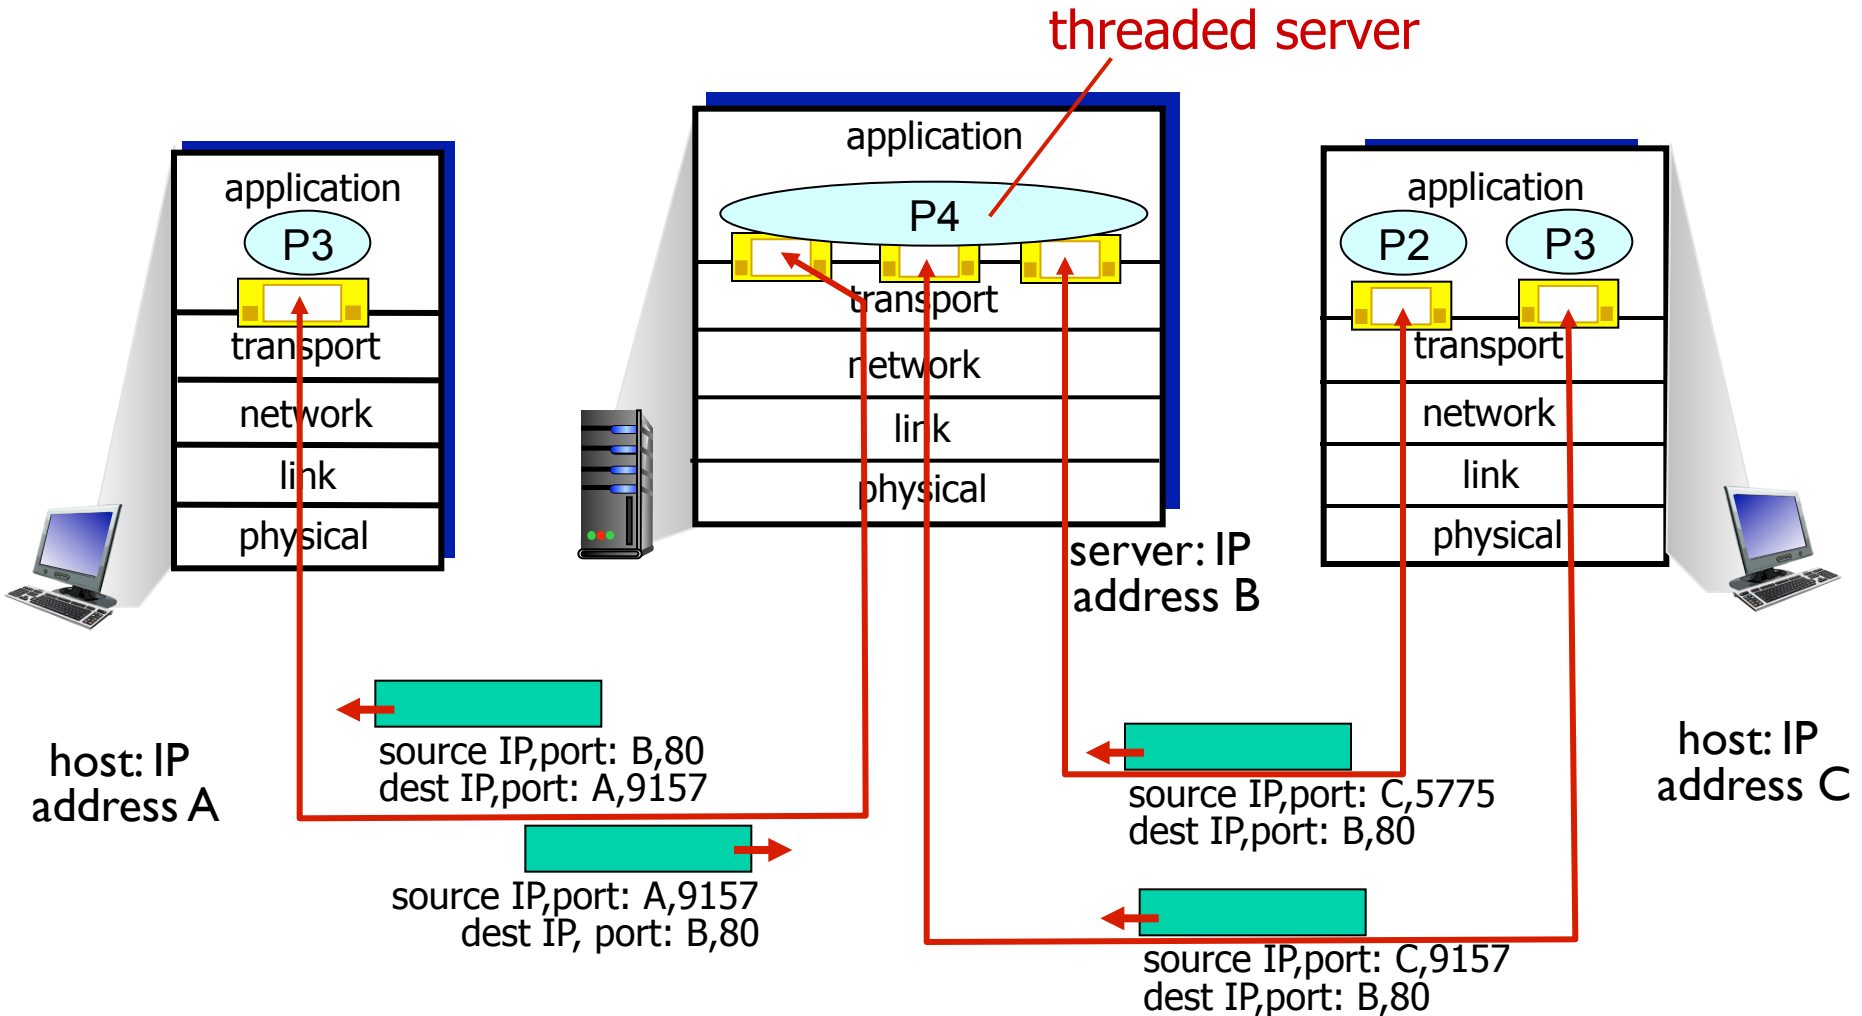 threaded server
application
P3
transport
network
link
physical
application
P4
transport
network
link
physical
application
P2
P3
transport
network
link
physical
server: IP
address B
host: IP
address A
source IP,port: B,80
dest IP,port: A,9157
source IP,port: A,9157
dest IP, port: B,80
source IP,port: C,5775
dest IP,port: B,80
source IP,port: C,9157
dest IP,port: B,80
host: IP
address C